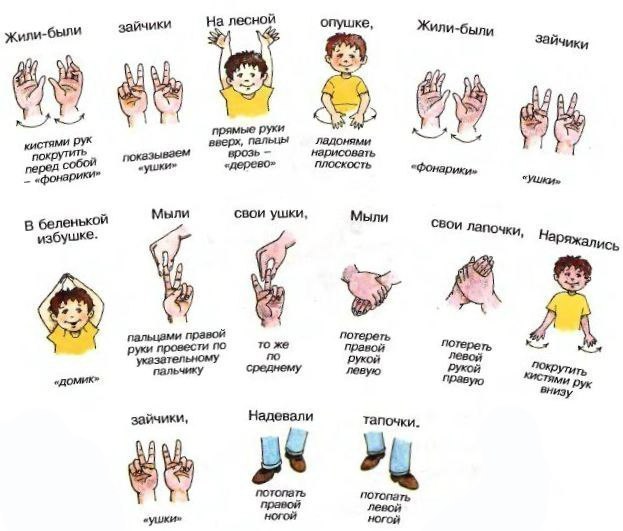 Жили-были
зайчики
На лесной
опушке,
Жили-были
зайчики
кистями рук
покрутить
перед собой
– «фонарики»
показываем
"ушки"
прямые руки
вверх, пальцы
врозь –
«дерево»
ладонями
нарисовать
плоскость
«фонарики»
«ушки»
В беленькой
избушке.
Мыли
свои ушки,
Мыли
свои лапочки,
Наряжались
«домик»
пальцами правой
руки провести по
указательному
пальчику
то же
по
среднему
потереть
правой
рукой
левую
потереть
левой
рукой
правую
покрутить
кистями рук
внизу
зайчики,
Надевали
тапочки.
"ушки»
потопать
правой
ногой
потопать
левой
ногой